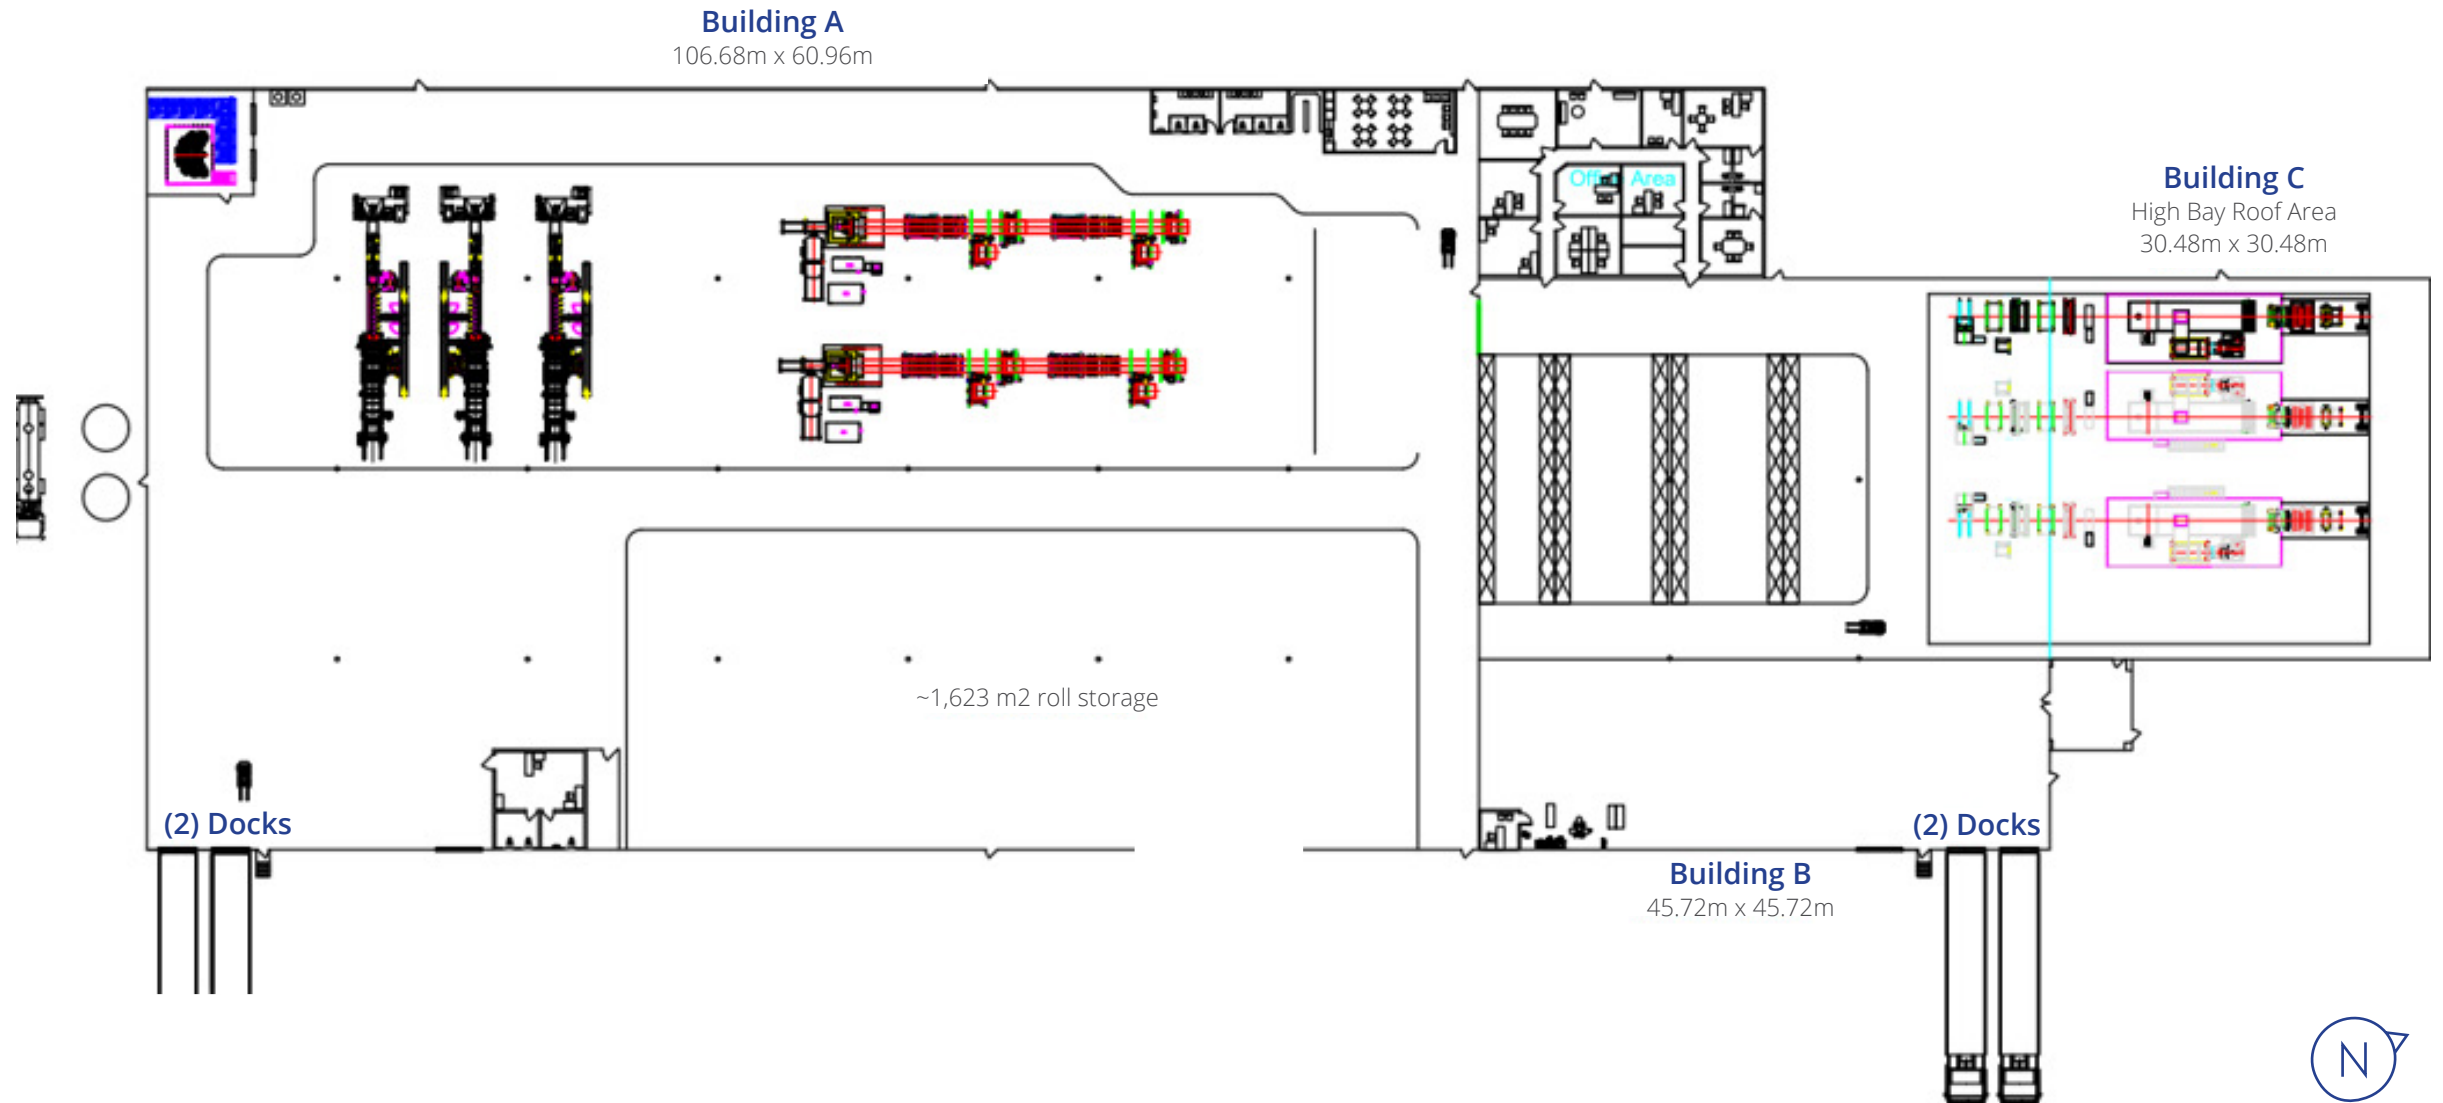 Building A
106.68m x 60.96m
Office Area
Building C
High Bay Roof Area
30.48m x 30.48m
~1,623 m2 roll storage
(2) Docks
(2) Docks
Building B
45.72m x 45.72m
N